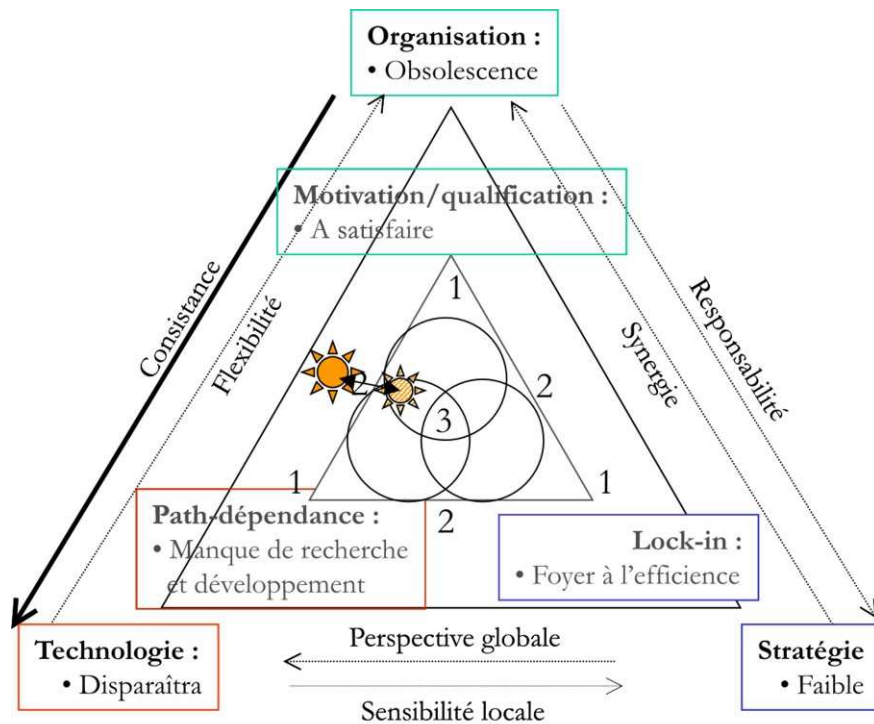 Organisation :
• Obsolescence
Motivation/qualification :
• A satisfaire
Consistance
Flexibilité
Synergie
Responsabilité
1
2
2
3
1
1
2
Path-dépendance :
• Manque de recherche
et développement
Lock-in :
• Foyer à l'efficience
Technologie :
• Disparaîtra
Perspective globale
Sensibilité locale
Stratégie
• Faible